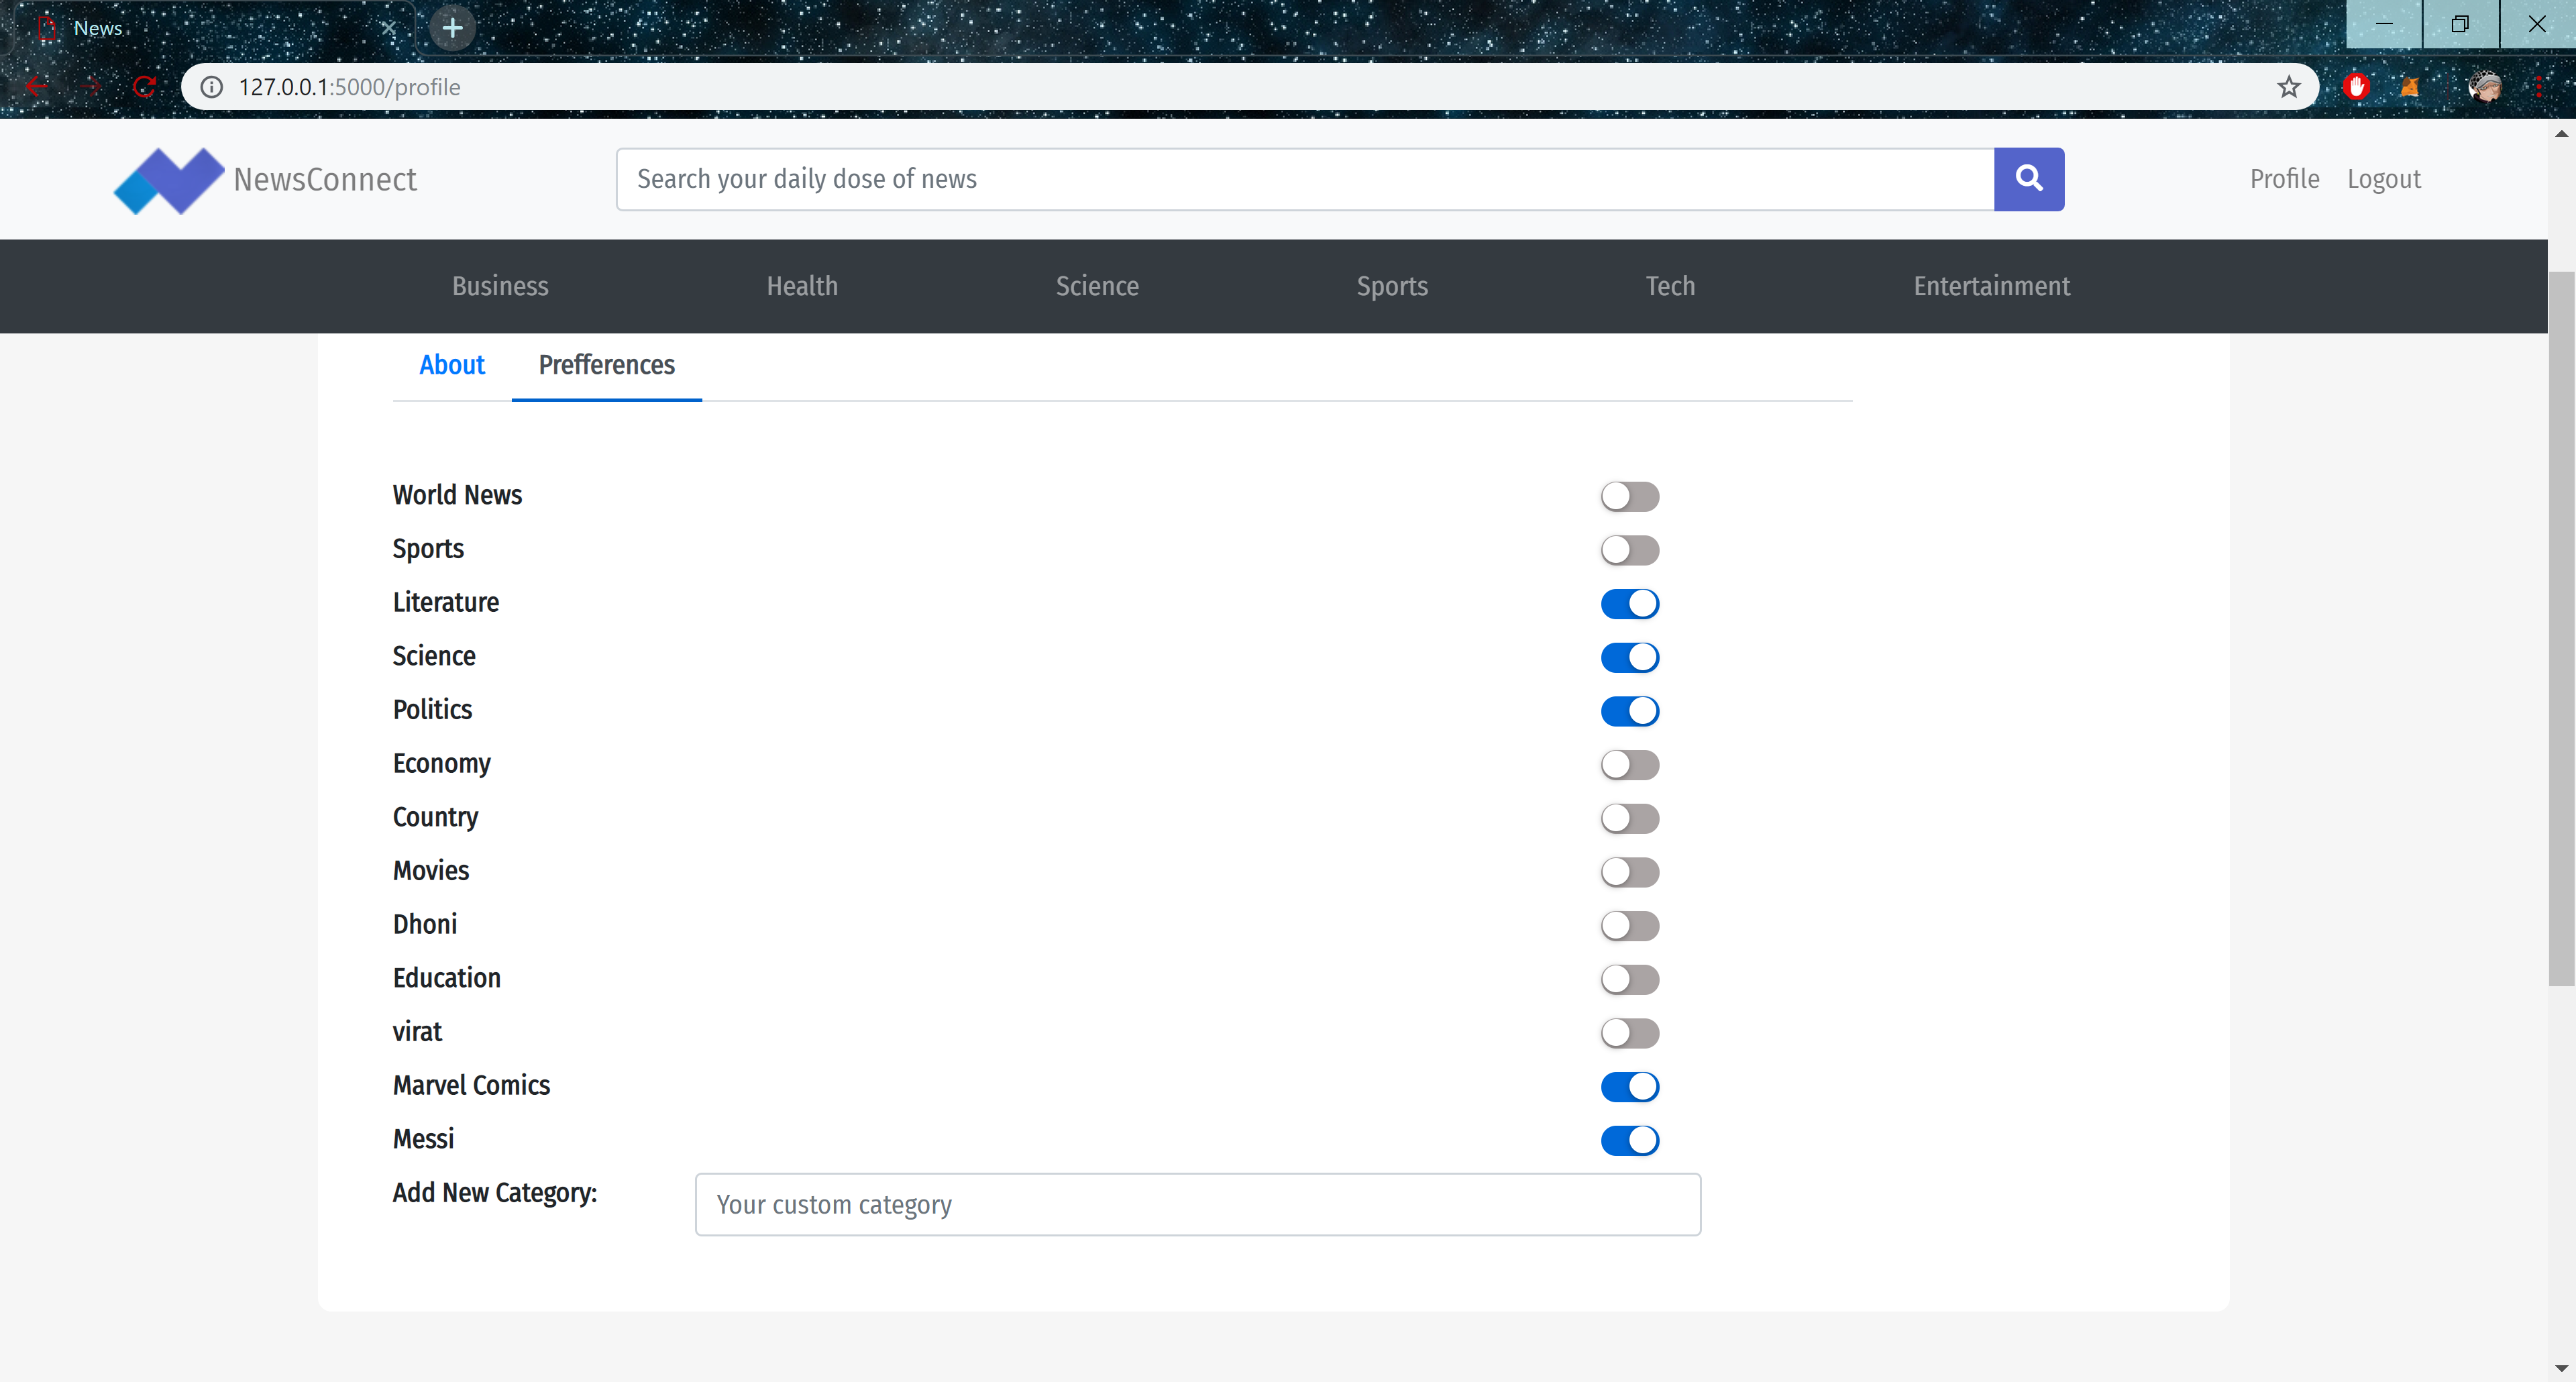 News
127.0.0.1:5000/profile
NewsConnect
Search your daily dose of news
Profile Logout
Business Health Science Sports Tech Entertainment
About Prefferences
World News
Sports
Literature
Science
Politics
Economy
Country
Movies
Dhoni
Education
virat
Marvel Comics
Messi
Add New Category: Your custom category